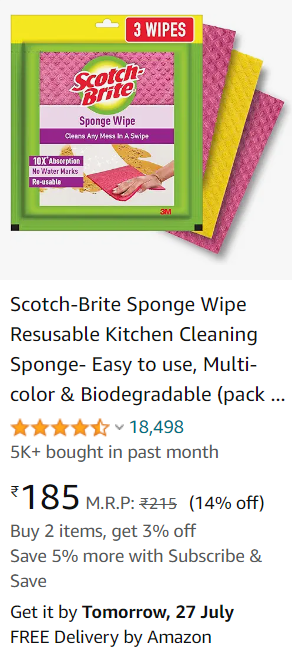 3 WIPES
Scotch-
Brite
Sponge Wipe
Cleans Any Mess In A Swipe
10X* Absorption
No Water Marks
Re-usable
3M
Scotch-Brite Sponge Wipe
Resusable Kitchen Cleaning
Sponge- Easy to use, Multi-
color & Biodegradable (pack ...
18,498
5K+ bought in past month
₹185 M.R.P: ₹215 (14% off)
Buy 2 items, get 3% off
Save 5% more with Subscribe &
Save
Get it by Tomorrow, 27 July
FREE Delivery by Amazon